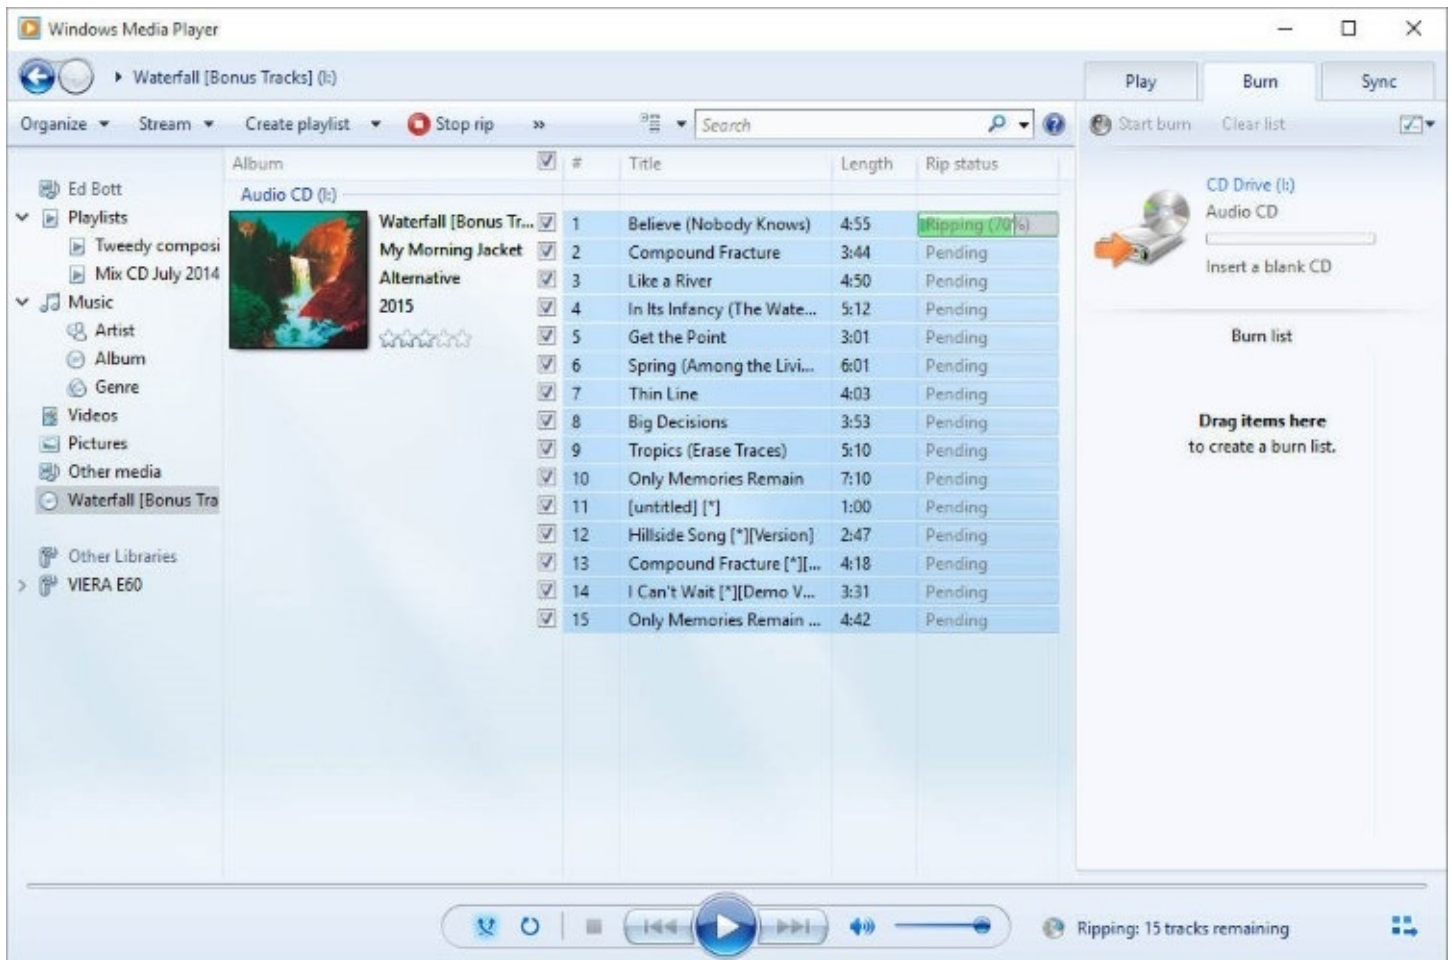 Windows Media Player
Waterfall [Bonus Tracks] (I:)
Play Burn Sync
Organize Stream Create playlist Stop rip » Search Start burn Clear list
Album # Title Length Rip status
Audio CD (I:)
Ed Bott
Playlists
Tweedy composi
Mix CD July 2014
Music
Artist
Album
Genre
Videos
Pictures
Other media
Waterfall [Bonus Tra
Other Libraries
VIERA E60
Waterfall [Bonus Tr...
My Morning Jacket
Alternative
2015
1 Believe (Nobody Knows) 4:55 Ripping (70%)
2 Compound Fracture 3:44 Pending
3 Like a River 4:50 Pending
4 In Its Infancy (The Wate... 5:12 Pending
5 Get the Point 3:01 Pending
6 Spring (Among the Livi... 6:01 Pending
7 Thin Line 4:03 Pending
8 Big Decisions 3:53 Pending
9 Tropics (Erase Traces) 5:10 Pending
10 Only Memories Remain 7:10 Pending
11 [untitled] [*] 1:00 Pending
12 Hillside Song [*][Version] 2:47 Pending
13 Compound Fracture [*][... 4:18 Pending
14 I Can't Wait [*][Demo V... 3:31 Pending
15 Only Memories Remain ... 4:42 Pending
CD Drive (I:)
Audio CD
Insert a blank CD
Burn list
Drag items here
to create a burn list.
Ripping: 15 tracks remaining